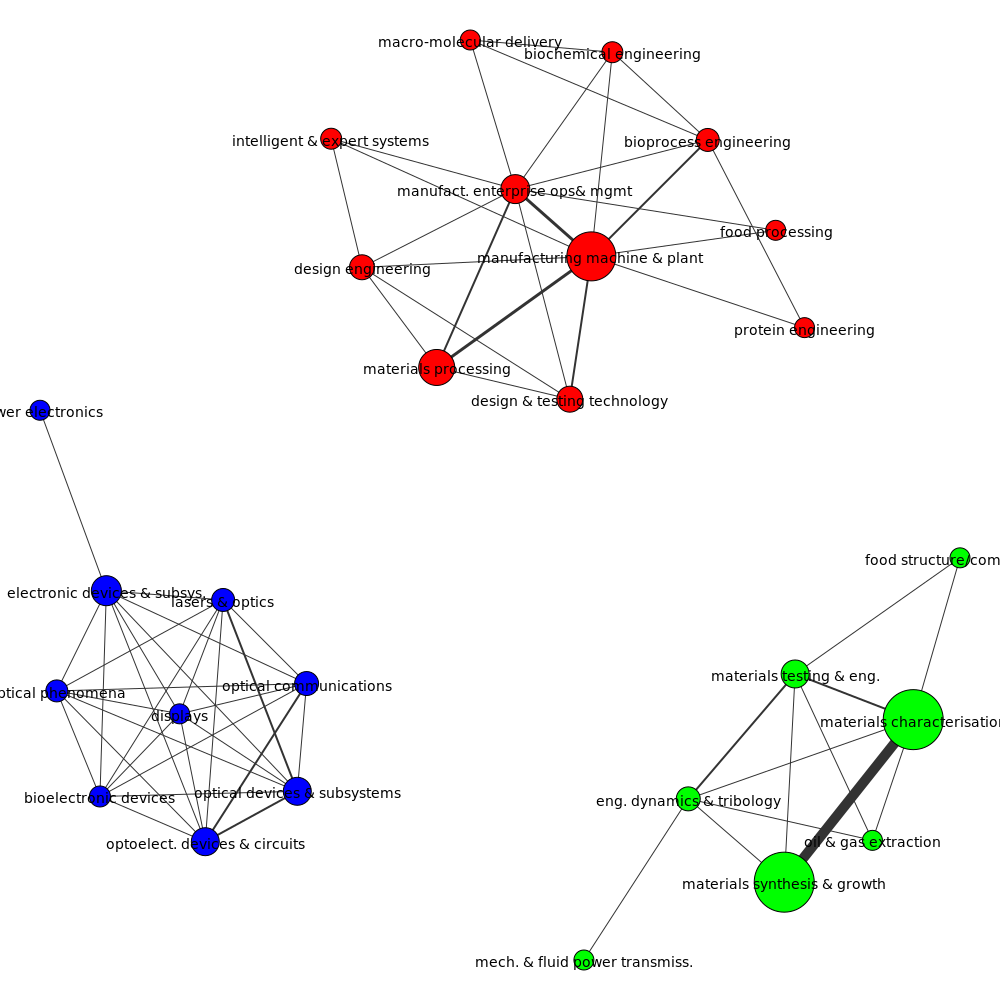 macro-molecular delivery
biochemical engineering
intelligent & expert systems
bioprocess engineering
manufact. enterprise ops& mgmt
food processing
manufacturing machine & plant
design engineering
protein engineering
materials processing
design & testing technology
wer electronics
food structure/com
electronic devices & subsys.
lasers & optics
materials testing & eng.
optical communications
ptical phenomena
displays
materials characterisation
bioelectronic devices
optical devices & subsystems
eng. dynamics & tribology
optoelect. devices & circuits
oil & gas extraction
materials synthesis & growth
mech. & fluid power transmiss.